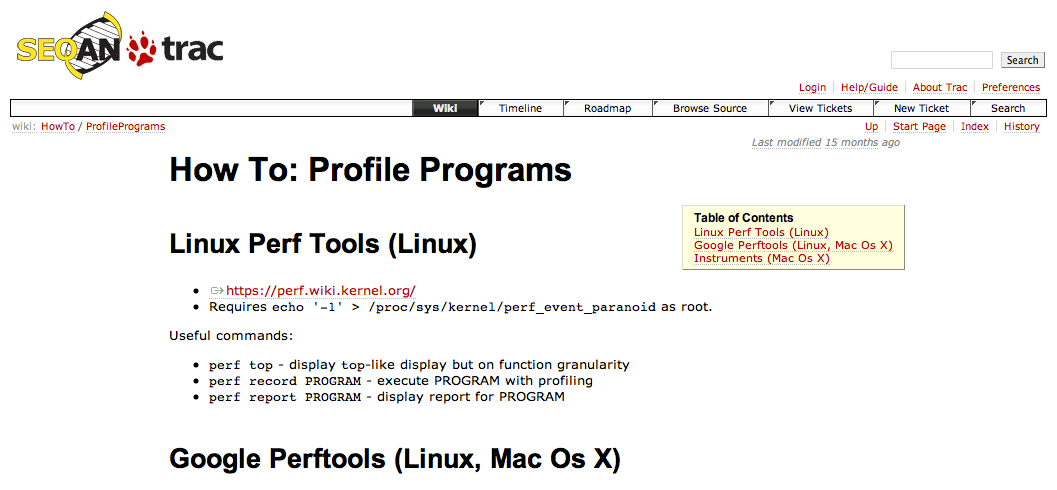 SEQAN trac
Search
Login Help/Guide About Trac Preferences
Wiki Timeline Roadmap Browse Source View Tickets New Ticket Search
wiki: HowTo / ProfilePrograms Up Start Page Index History
Last modified 15 months ago
How To: Profile Programs
Table of Contents
Linux Perf Tools (Linux)
Google Perftools (Linux, Mac Os X)
Instruments (Mac Os X)
Linux Perf Tools (Linux)
https://perf.wiki.kernel.org/
Requires echo '-1' > /proc/sys/kernel/perf_event_paranoid as root.
Useful commands:
perf top - display top-like display but on function granularity
perf record PROGRAM - execute PROGRAM with profiling
perf report PROGRAM - display report for PROGRAM
Google Perftools (Linux, Mac Os X)